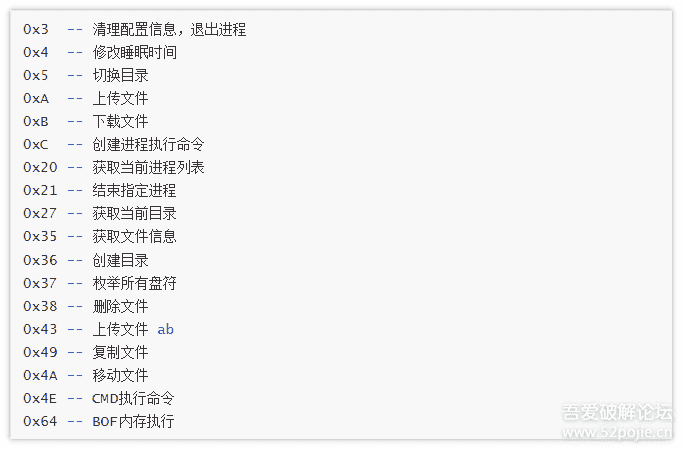 0x3 -- 清理配置信息，退出进程
0x4 -- 修改睡眠时间
0x5 -- 切换目录
0xA -- 上传文件
0xB -- 下载文件
0xC -- 创建进程执行命令
0x20 -- 获取当前进程列表
0x21 -- 结束指定进程
0x27 -- 获取当前目录
0x35 -- 获取文件信息
0x36 -- 创建目录
0x37 -- 枚举所有盘符
0x38 -- 删除文件
0x43 -- 上传文件 ab
0x49 -- 复制文件
0x4A -- 移动文件
0x4E -- CMD执行命令
0x64 -- BOF内存执行
吾爱破解论坛
www.52pojie.cn